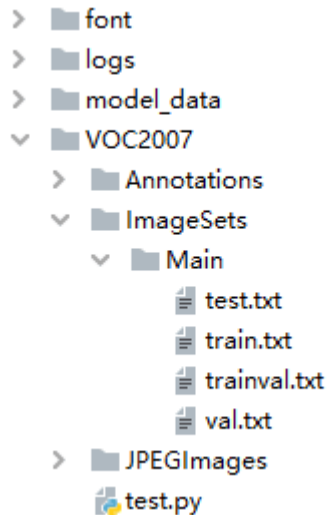 font
logs
model_data
VOC2007
Annotations
ImageSets
Main
test.txt
train.txt
trainval.txt
val.txt
JPEGImages
test.py